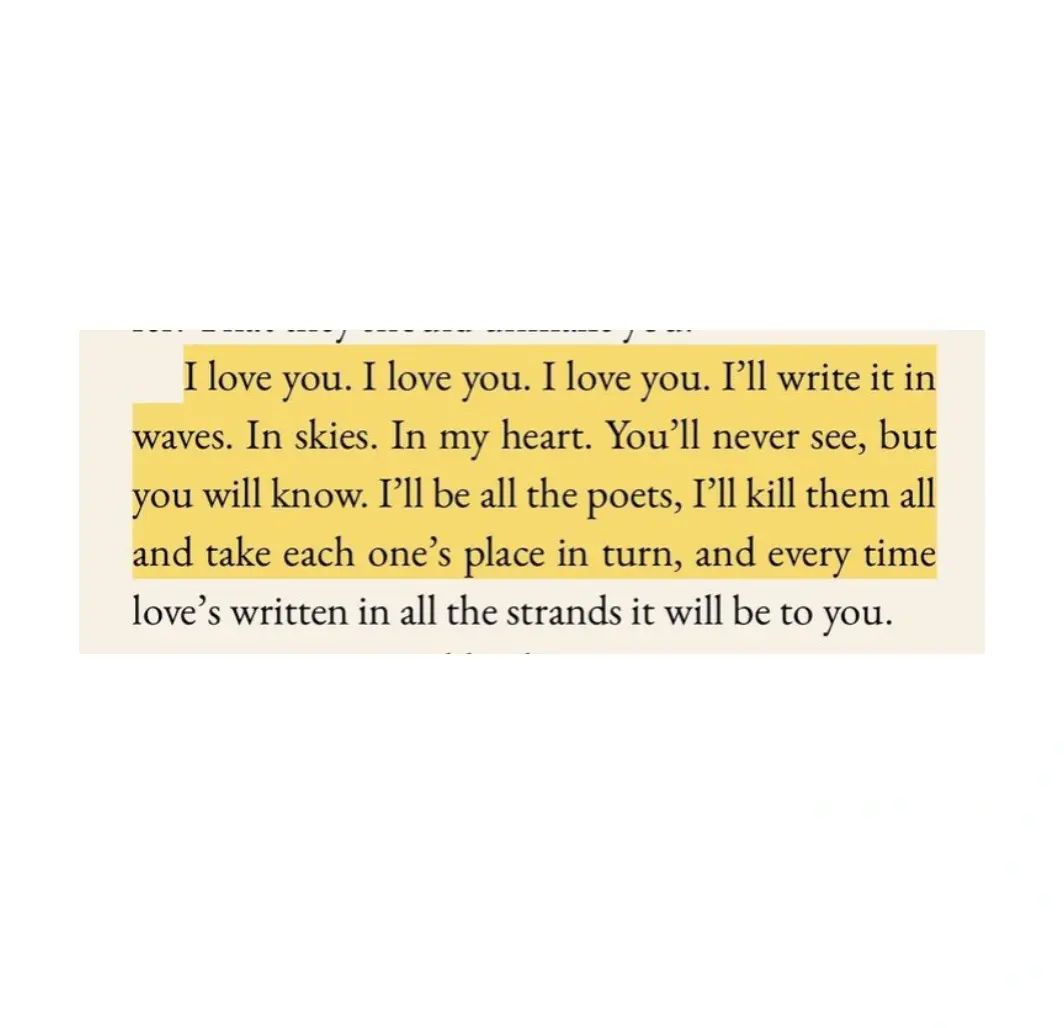 I love you. I love you. I love you. I’ll write it in
waves. In skies. In my heart. You’ll never see, but
you will know. I’ll be all the poets, I’ll kill them all
and take each one’s place in turn, and every time
love’s written in all the strands it will be to you.